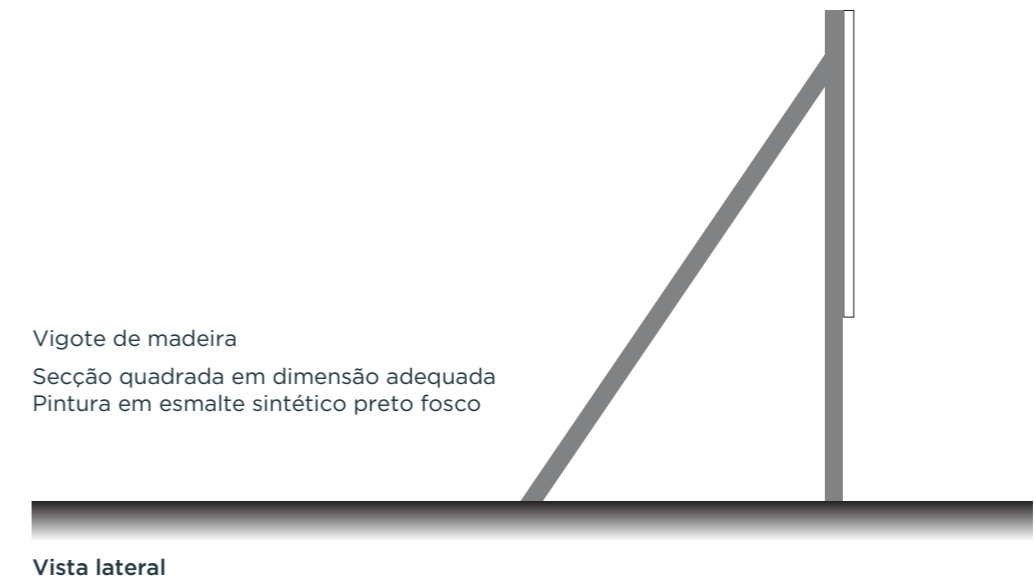 Vigote de madeira
Secção quadrada em dimensão adequada
Pintura em esmalte sintético preto fosco
Vista lateral